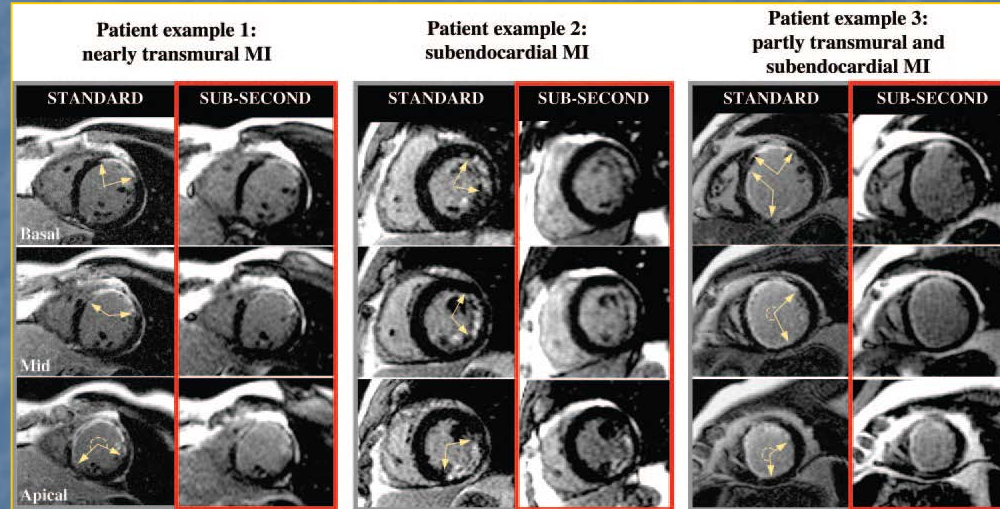 Patient example 1:
nearly transmural MI
Patient example 2:
subendocardial MI
Patient example 3:
partly transmural and
subendocardial MI
STANDARD
SUB-SECOND
STANDARD
SUB-SECOND
STANDARD
SUB-SECOND
Basal
Mid
Apical